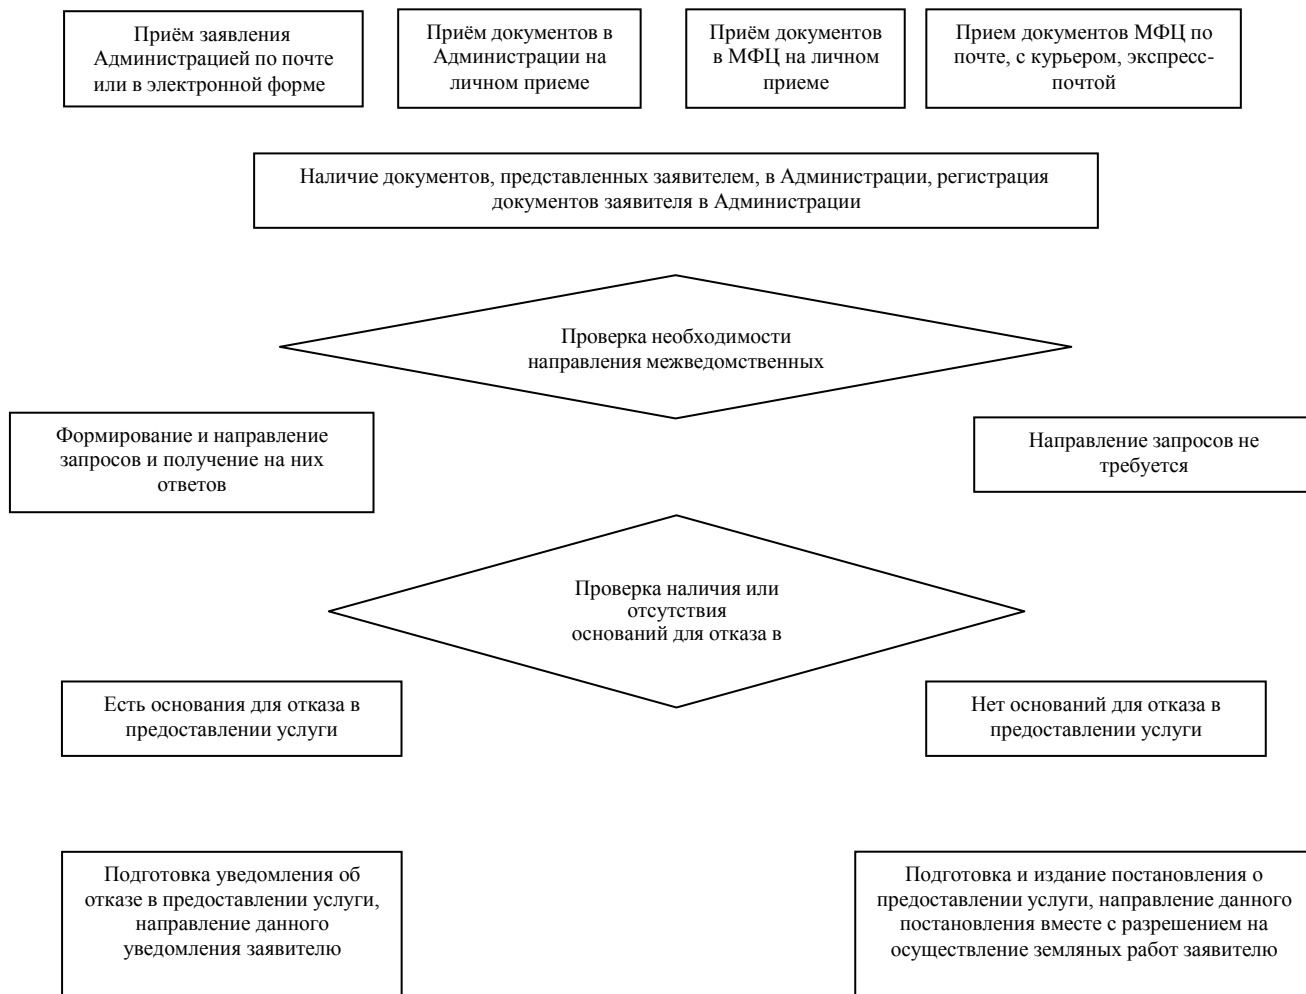 Приём заявления
Администрацией по почте
или в электронной форме
Приём документов в
Администрации на
личном приеме
Приём документов
в МФЦ на личном
приеме
Прием документов МФЦ по
почте, с курьером, экспресс-
почтой
Наличие документов, представленных заявителем, в Администрации, регистрация
документов заявителя в Администрации
Проверка необходимости
направления межведомственных
Формирование и направление
запросов и получение на них
ответов
Направление запросов не
требуется
Проверка наличия или
отсутствия
оснований для отказа в
Есть основания для отказа в
предоставлении услуги
Нет оснований для отказа в
предоставлении услуги
Подготовка уведомления об
отказе в предоставлении услуги,
направление данного
уведомления заявителю
Подготовка и издание постановления о
предоставлении услуги, направление данного
постановления вместе с разрешением на
осуществление земляных работ заявителю